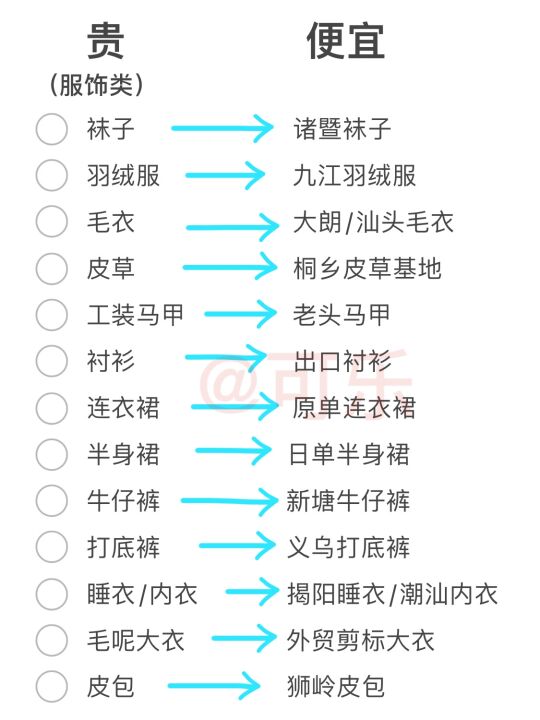 贵 便宜
（服饰类）
袜子 诸暨袜子
羽绒服 九江羽绒服
毛衣 大朗/汕头毛衣
皮草 桐乡皮草基地
工装马甲 老头马甲
衬衫 出口衬衫
@可乐
连衣裙 原单连衣裙
半身裙 日单半身裙
牛仔裤 新塘牛仔裤
打底裤 义乌打底裤
睡衣/内衣 揭阳睡衣/潮汕内衣
毛呢大衣 外贸剪标大衣
皮包 狮岭皮包